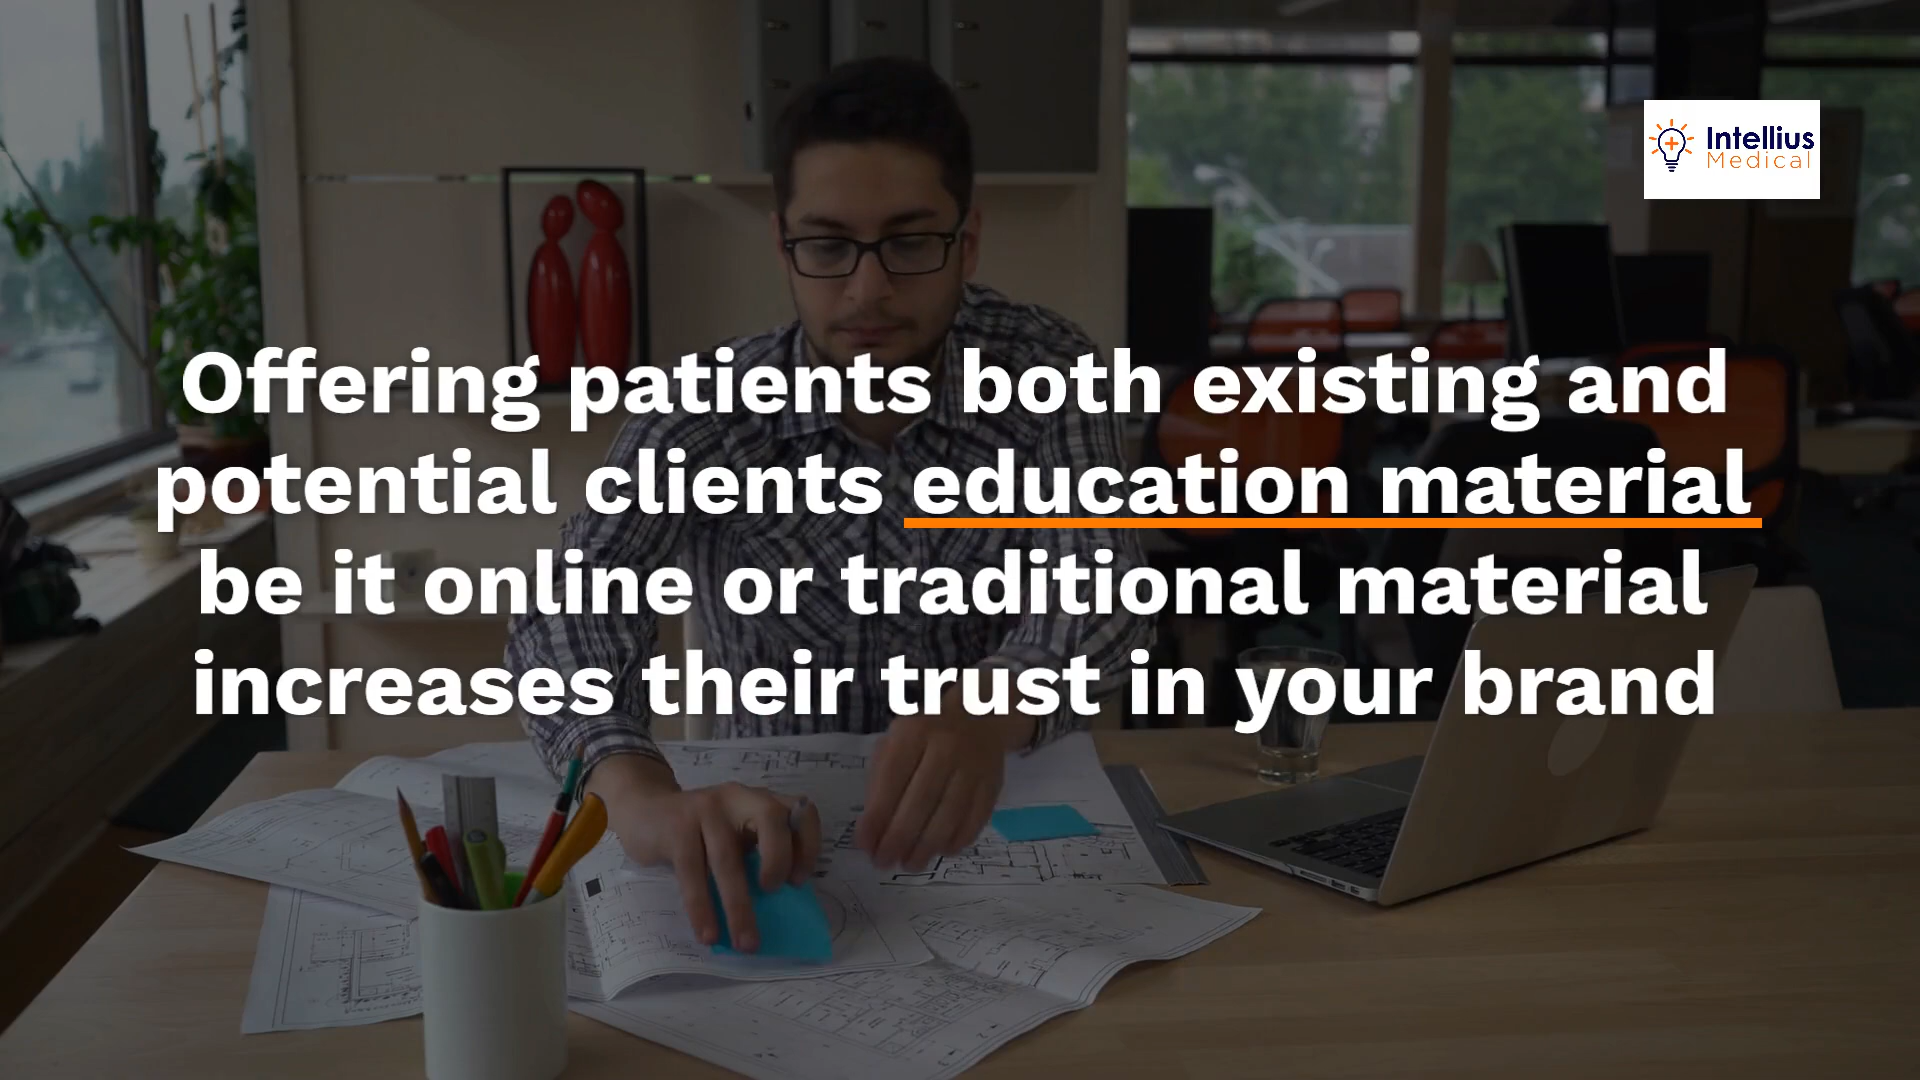 Intellius
Medical
Offering patients both existing and
potential clients education material
be it online or traditional material
increases their trust in your brand